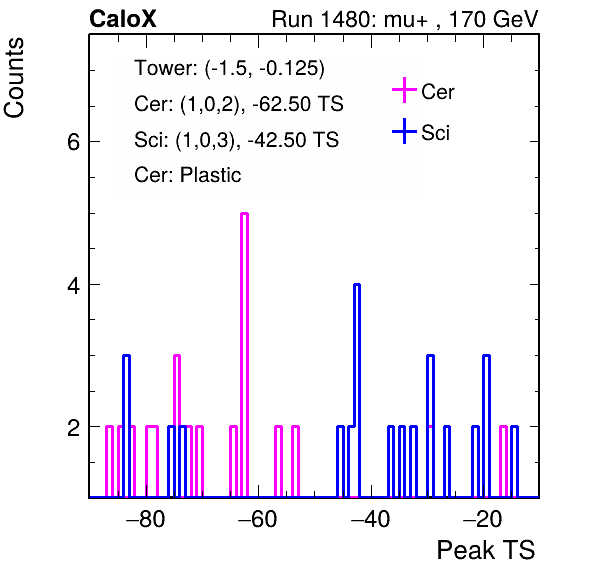 CaloX Run 1480: mu+ , 170 GeV
Counts
Tower: (-1.5, -0.125)
Cer: (1,0,2), -62.50 TS
Sci: (1,0,3), -42.50 TS
Cer: Plastic
Cer
Sci
6
4
2
−80 −60 −40 −20
Peak TS